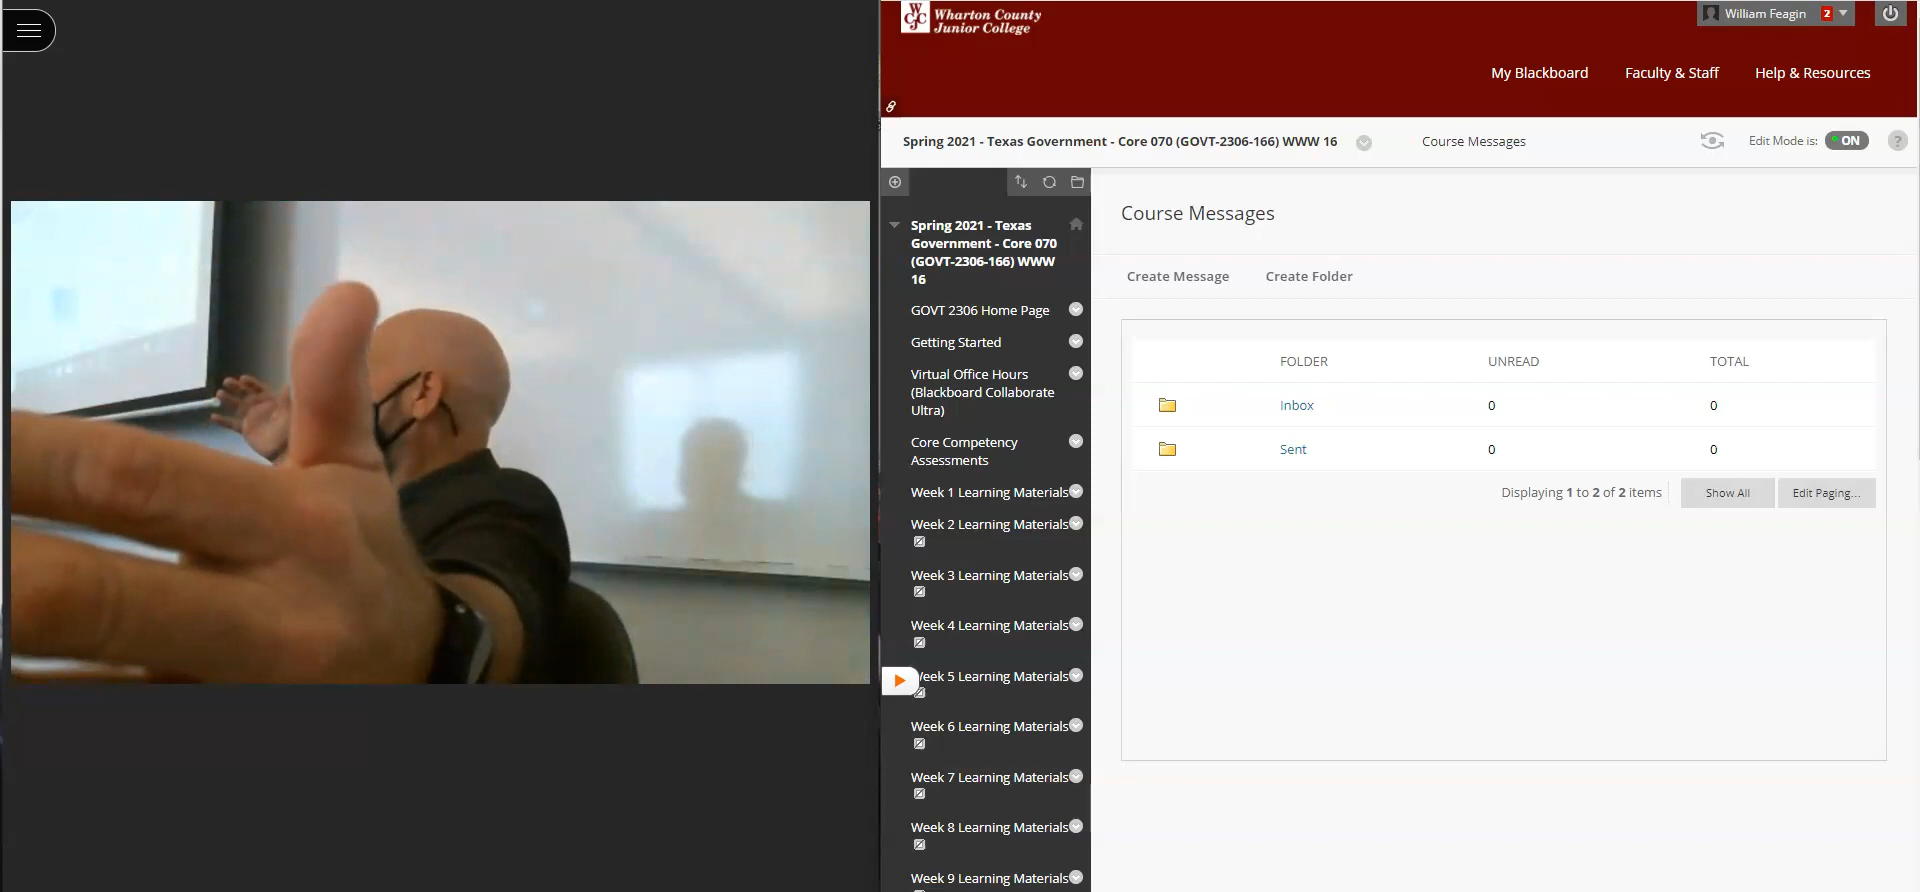 Wharton County
Junior College
William Feagin 2
My Blackboard Faculty & Staff Help & Resources
Spring 2021 - Texas Government - Core 070 (GOVT-2306-166) WWW 16 Course Messages Edit Mode is: ON ?
Spring 2021 - Texas
Government - Core 070
(GOVT-2306-166) WWW
16
GOVT 2306 Home Page
Getting Started
Virtual Office Hours
(Blackboard Collaborate
Ultra)
Core Competency
Assessments
Week 1 Learning Materials
Week 2 Learning Materials
Week 3 Learning Materials
Week 4 Learning Materials
Week 5 Learning Materials
Week 6 Learning Materials
Week 7 Learning Materials
Week 8 Learning Materials
Week 9 Learning Materials
Course Messages
Create Message Create Folder
FOLDER UNREAD TOTAL
Inbox 0 0
Sent 0 0
Displaying 1 to 2 of 2 items Show All Edit Paging...